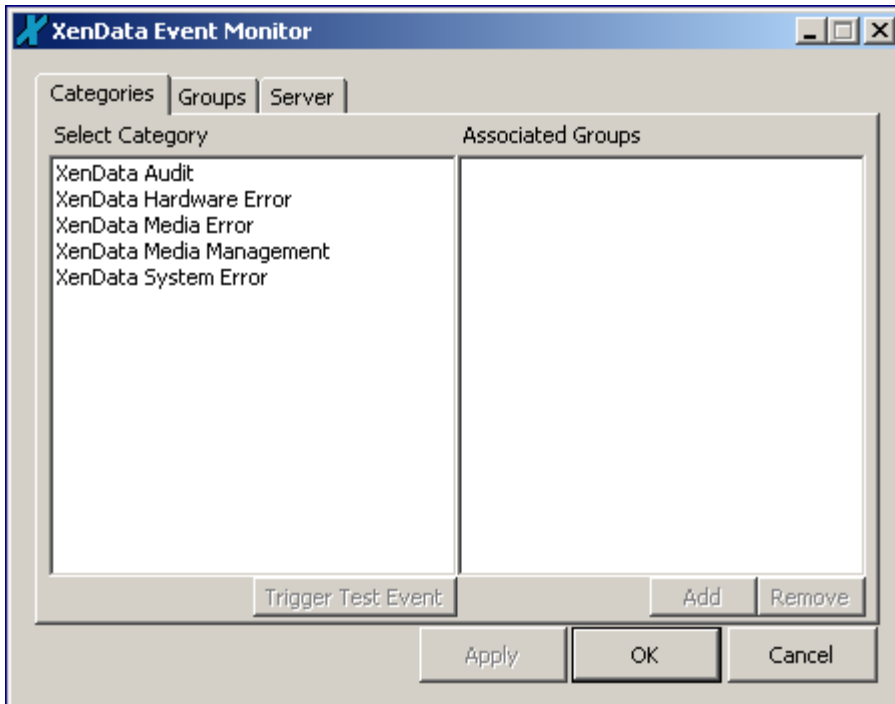 XenData Event Monitor
Categories
Groups
Server
Select Category
Associated Groups
XenData Audit
XenData Hardware Error
XenData Media Error
XenData Media Management
XenData System Error
Trigger Test Event
Add
Remove
Apply
OK
Cancel